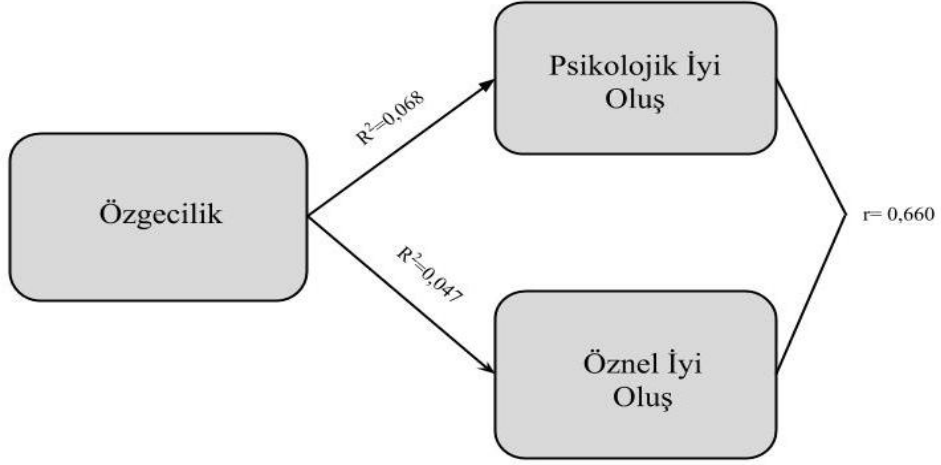 Psikolojik İyi
Oluş
R²=0,068
Özgecilik
r= 0,660
R²=0,047
Öznel İyi
Oluş